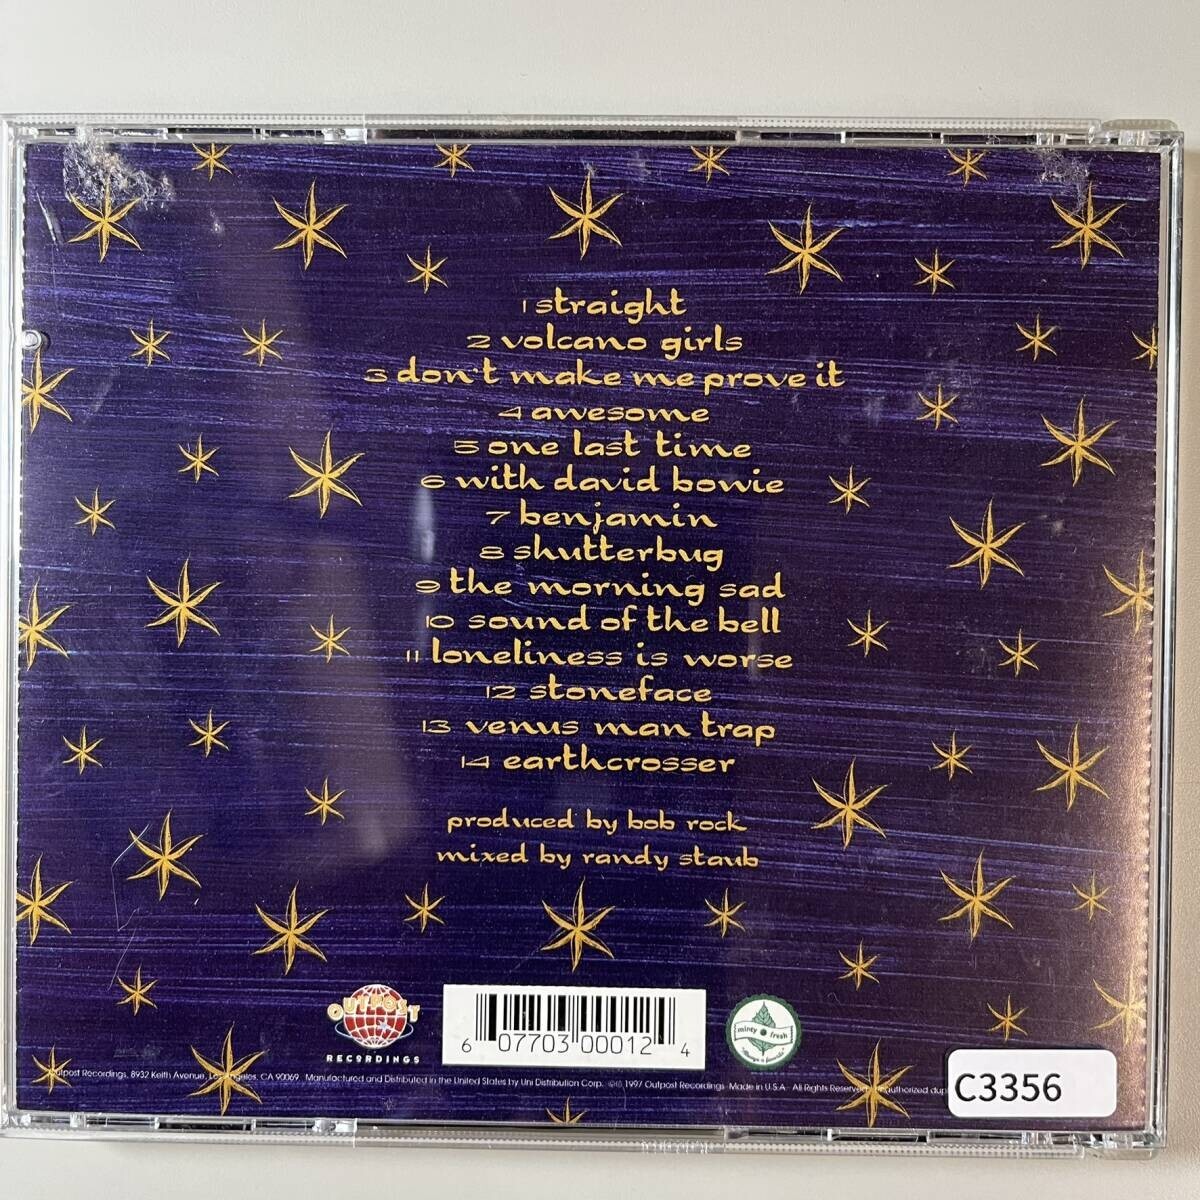 1 straight
2 volcano girls
3 don't make me prove it
4 awesome
5 one last time
6 with david bowie
7 benjamin
8 shutterbug
9 the morning sad
10 sound of the bell
11 loneliness is worse
12 stoneface
13 venus man trap
14 earthcrosser
produced by bob rock
mixed by randy staub
OUTPOST
RECORDINGS
6 07703 00012 4
minty fresh
Outpost Recordings, 8932 Keith Avenue, Los Angeles, CA 90069. Manufactured and Distributed in the United States by Uni Distribution Corp. ℗© 1997 Outpost Recordings. Made in U.S.A. All Rights Reserved.
C3356